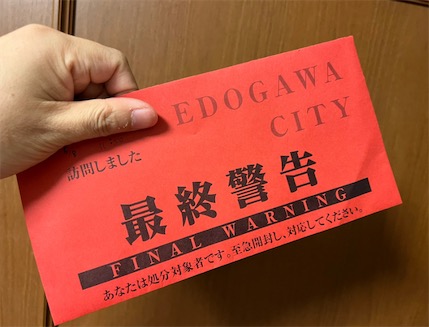 EDOGAWA
CITY
訪問しました
最終警告
FINAL WARNING
あなたは処分対象者です。至急開封し、対応してください。